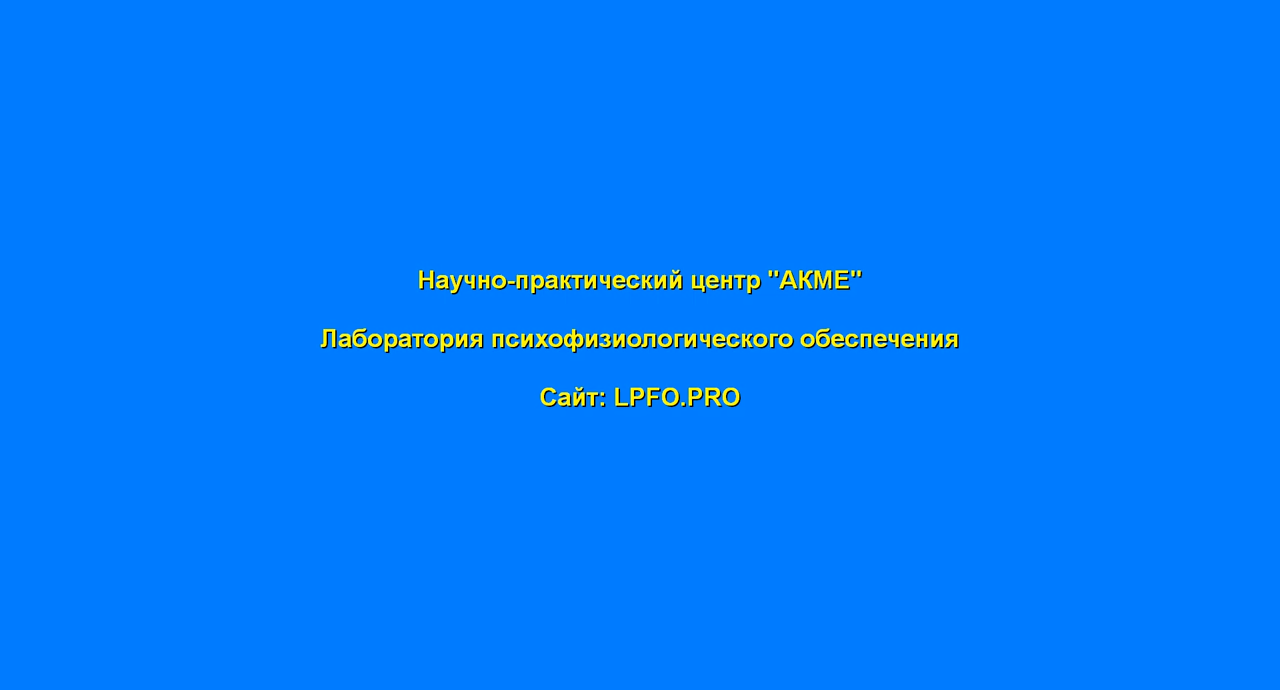 Научно-практический центр "АКМЕ"
Лаборатория психофизиологического обеспечения
Сайт: LPFO.PRO